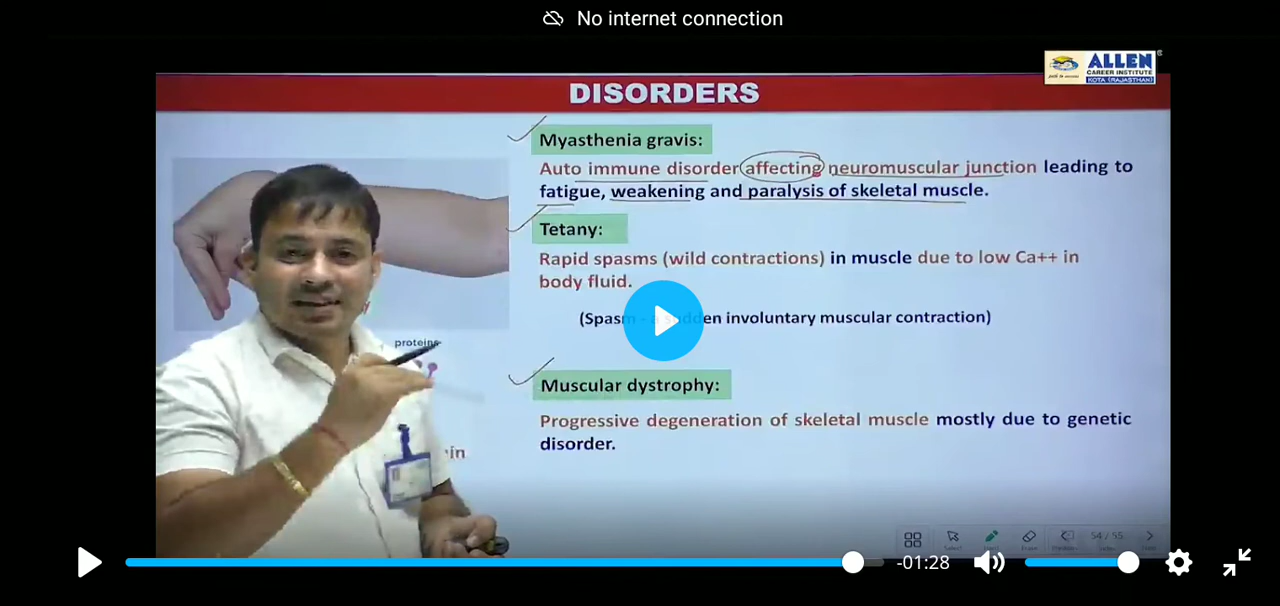 No internet connection
ALLEN
CAREER INSTITUTE
KOTA (RAJASTHAN)
DISORDERS
Myasthenia gravis:
Auto immune disorder affecting neuromuscular junction leading to
fatigue, weakening and paralysis of skeletal muscle.
Tetany:
Rapid spasms (wild contractions) in muscle due to low Ca++ in
body fluid.
(Spasm - a sudden involuntary muscular contraction)
proteins
Muscular dystrophy:
Progressive degeneration of skeletal muscle mostly due to genetic
disorder.
in
54 / 55
Select
-01:28